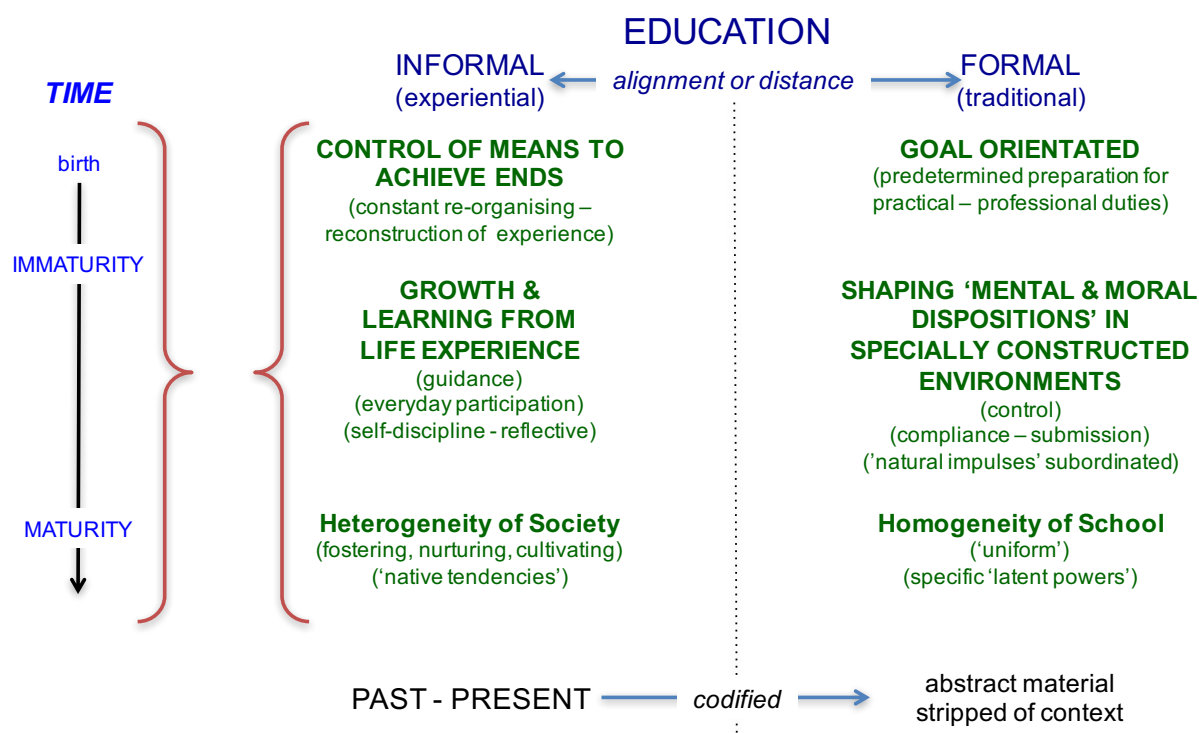 EDUCATION
INFORMAL
(experiential)
alignment or distance
FORMAL
(traditional)
TIME
birth
IMMATURITY
MATURITY
CONTROL OF MEANS TO
ACHIEVE ENDS
(constant re-organising –
reconstruction of experience)
GOAL ORIENTATED
(predetermined preparation for
practical – professional duties)
GROWTH &
LEARNING FROM
LIFE EXPERIENCE
(guidance)
(everyday participation)
(self-discipline - reflective)
SHAPING ‘MENTAL & MORAL
DISPOSITIONS’ IN
SPECIALLY CONSTRUCTED
ENVIRONMENTS
(control)
(compliance – submission)
(’natural impulses’ subordinated)
Heterogeneity of Society
(fostering, nurturing, cultivating)
(‘native tendencies’)
Homogeneity of School
(‘uniform’)
(specific ‘latent powers’)
PAST - PRESENT
codified
abstract material
stripped of context